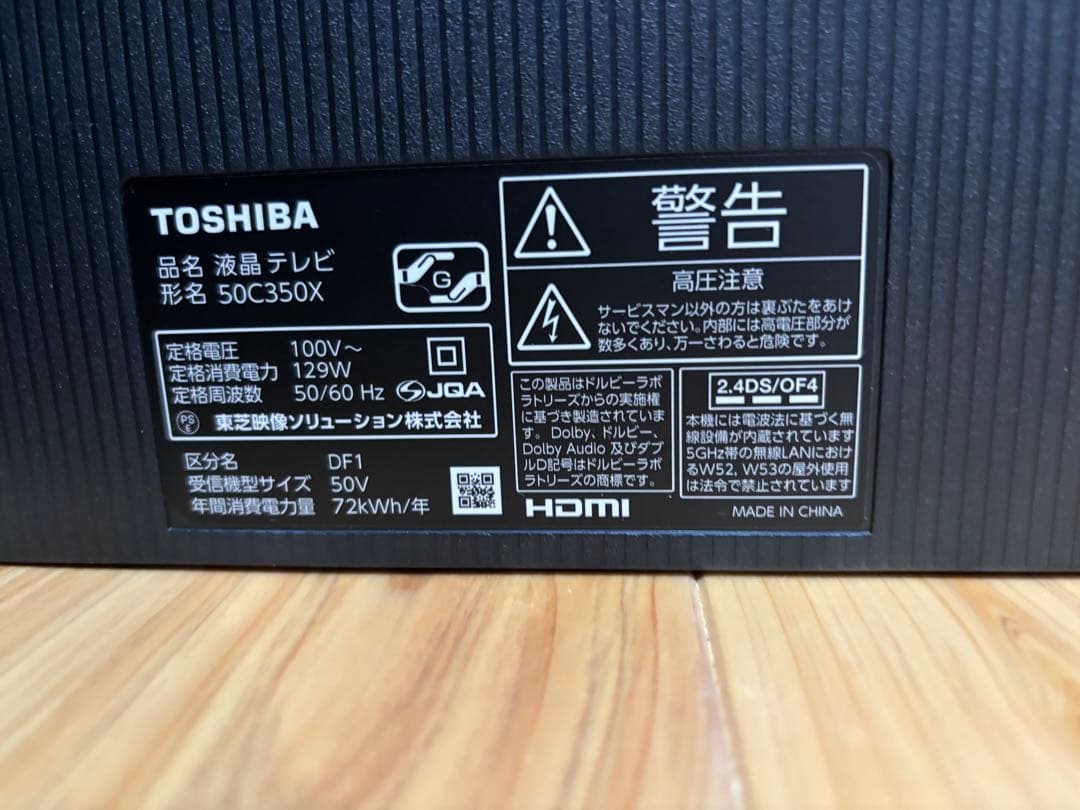 TOSHIBA
品名 液晶テレビ
形名 50C350X
G
定格電圧 100V～
定格消費電力 129W
定格周波数 50/60 Hz
JQA
PS
E
東芝映像ソリューション株式会社
区分名 DF1
受信機型サイズ 50V
年間消費電力量 72kWh/年
警告
高圧注意
サービスマン以外の方は裏ぶたをあけ
ないでください。内部には高電圧部分が
数多くあり、万一さわると危険です。
この製品はドルビーラボ
ラトリーズからの実施権
に基づき製造されていま
す。Dolby、ドルビー、
Dolby Audio 及びダブ
ルD記号はドルビーラボ
ラトリーズの商標です。
HDMI
2.4DS/OF4
本機には電波法に基づく無
線設備が内蔵されています
5GHz帯の無線LANにおけ
るW52、W53の屋外使用
は法令で禁止されています
MADE IN CHINA